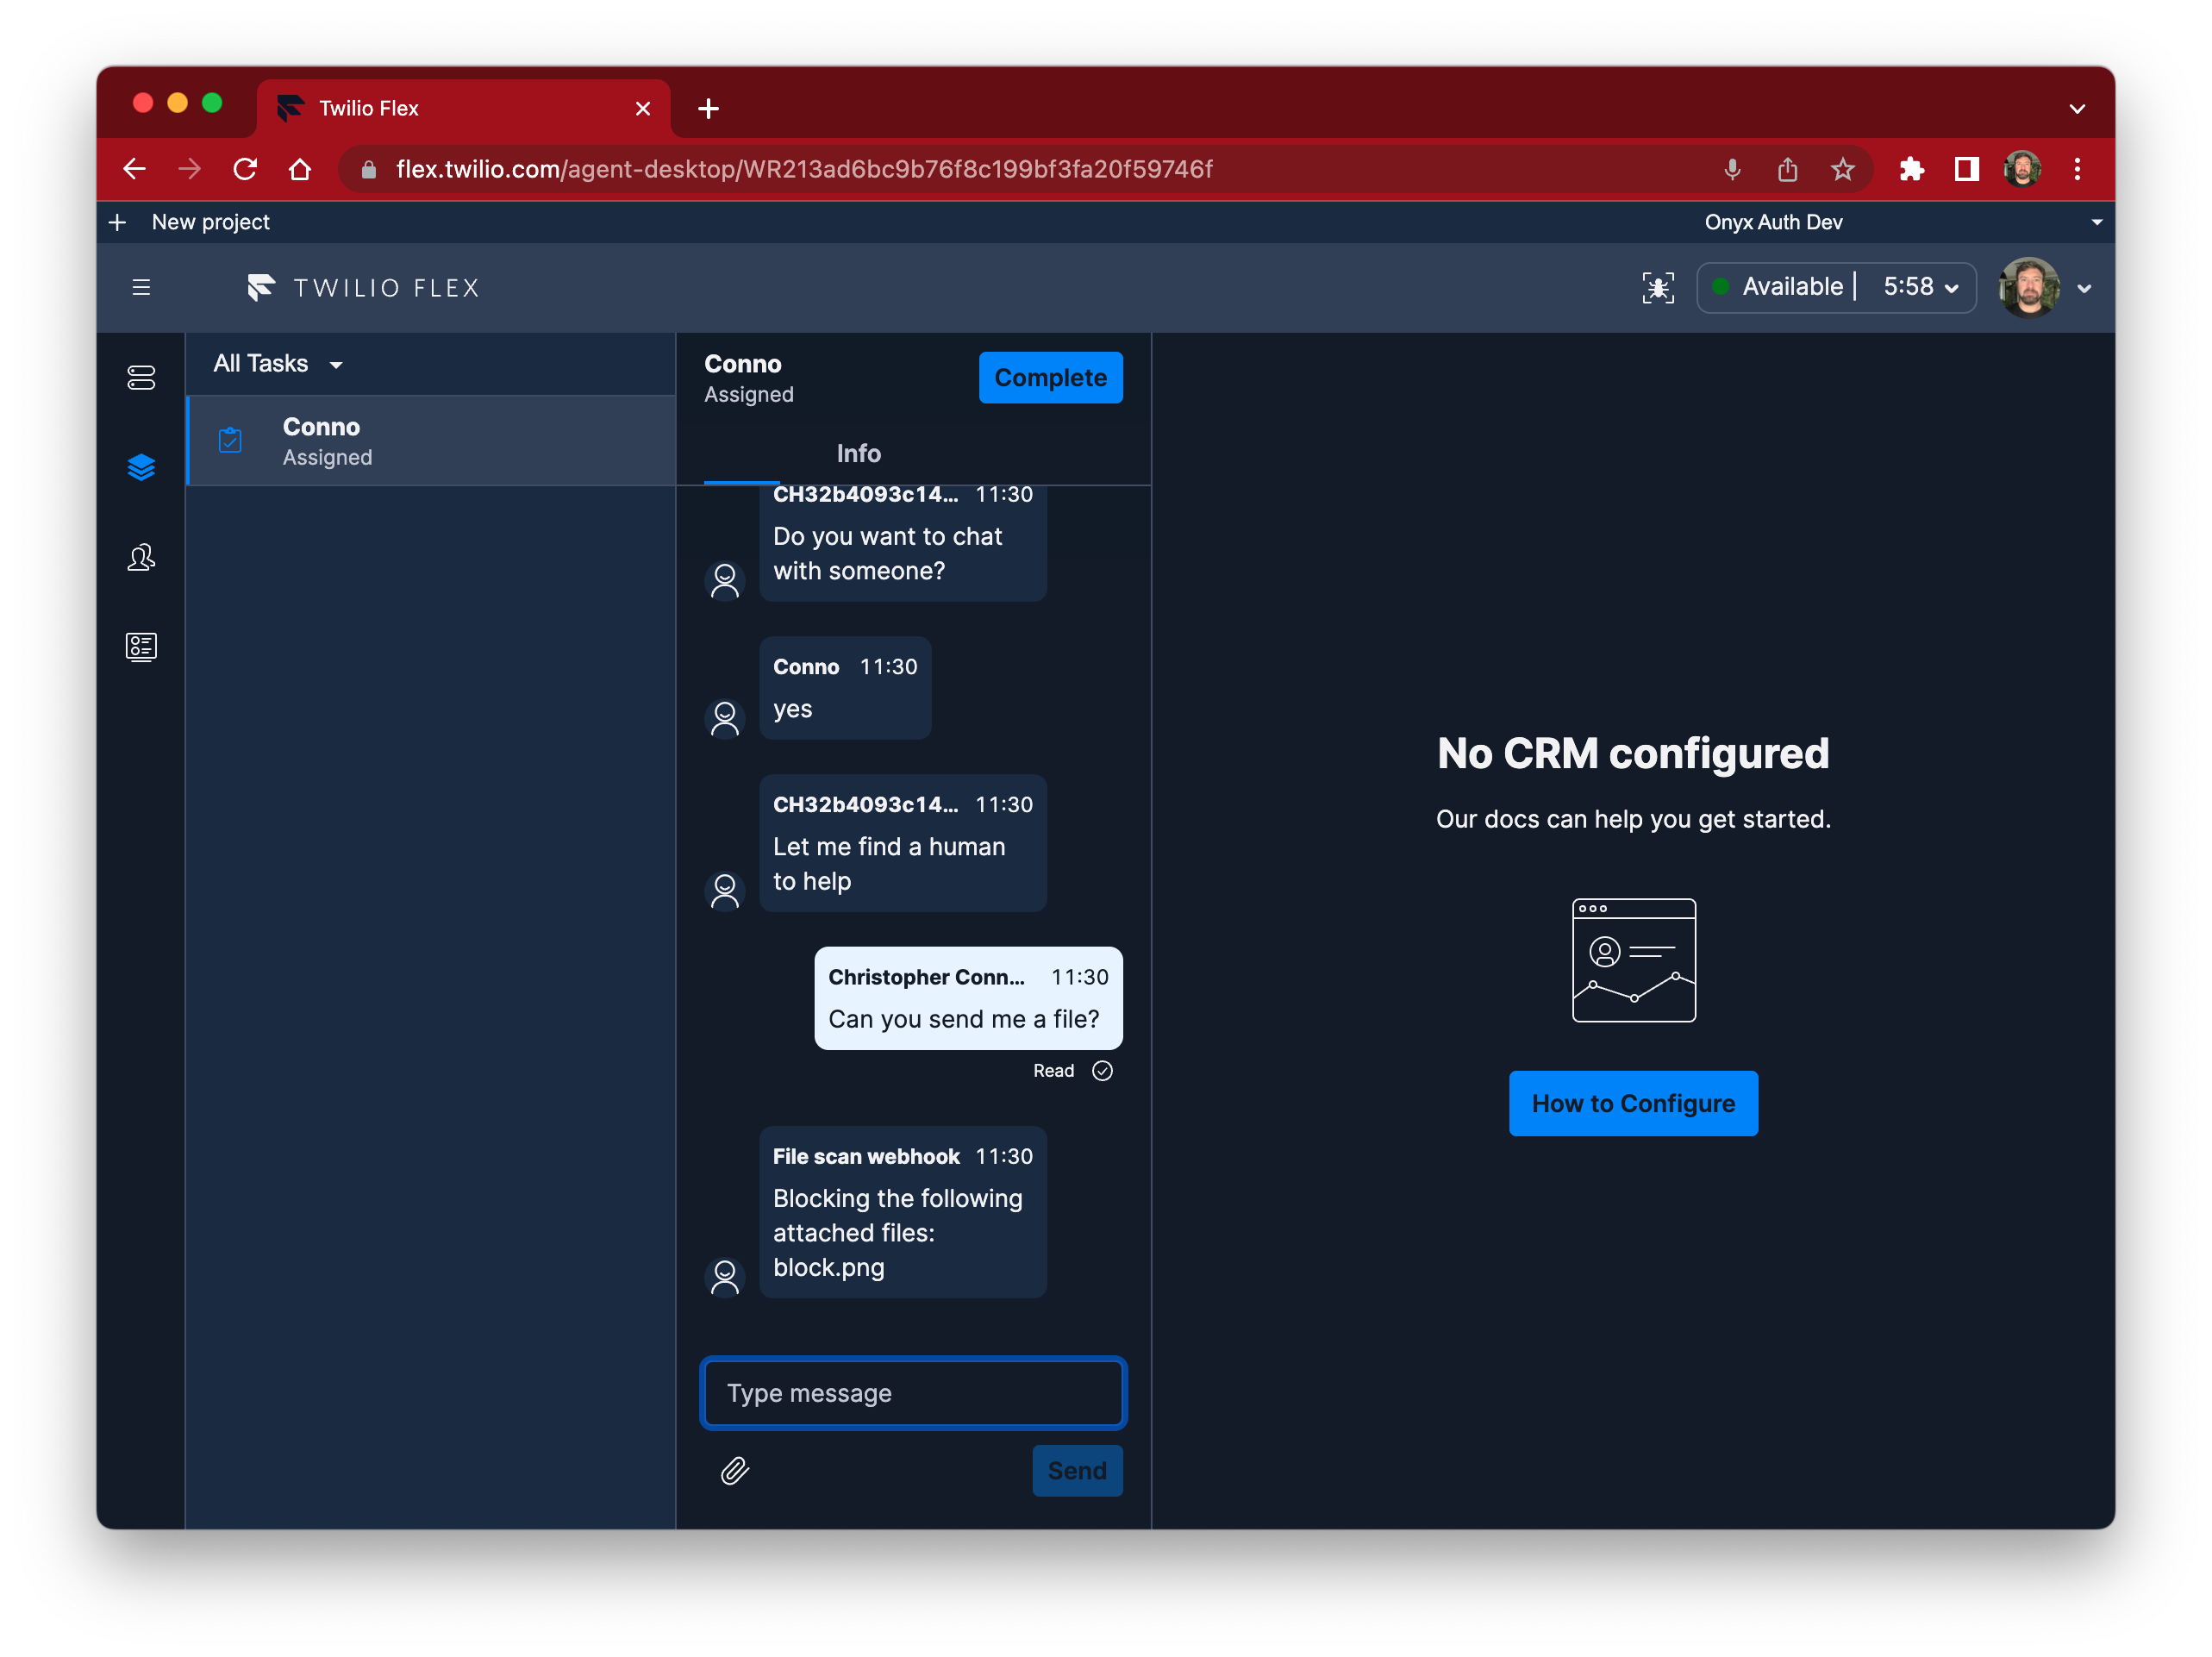 Twilio Flex
flex.twilio.com/agent-desktop/WR213ad6bc9b76f8c199bf3fa20f59746f
New project
Onyx Auth Dev
TWILIO FLEX
Available | 5:58
All Tasks
Conno
Assigned
Conno
Assigned
Complete
Info
CH32b4093c14... 11:30
Do you want to chat
with someone?
Conno 11:30
yes
CH32b4093c14... 11:30
Let me find a human
to help
Christopher Conn... 11:30
Can you send me a file?
Read
File scan webhook 11:30
Blocking the following
attached files:
block.png
Type message
Send
No CRM configured
Our docs can help you get started.
How to Configure